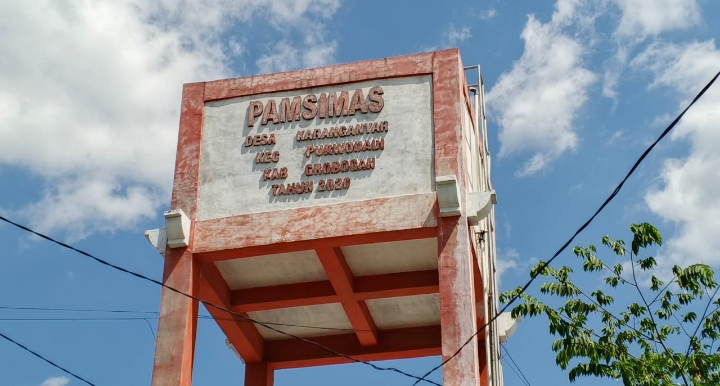 PAMSIMAS
DESA KARANGANYAR
KEC PURWODADI
KAB GROBOGAN
TAHUN 2020